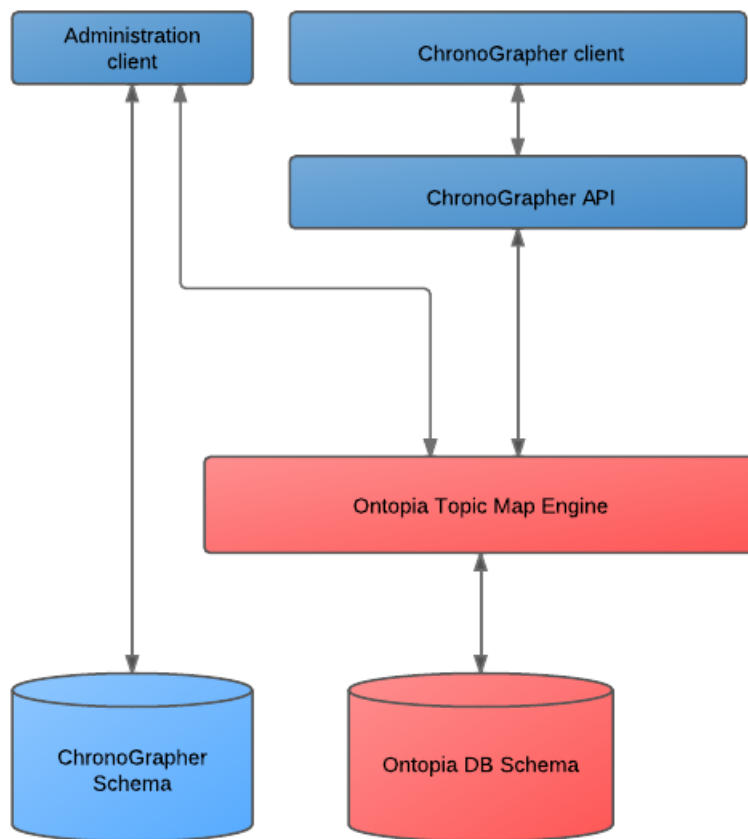 Administration
client
ChronoGrapher client
ChronoGrapher API
Ontopia Topic Map Engine
ChronoGrapher
Schema
Ontopia DB Schema